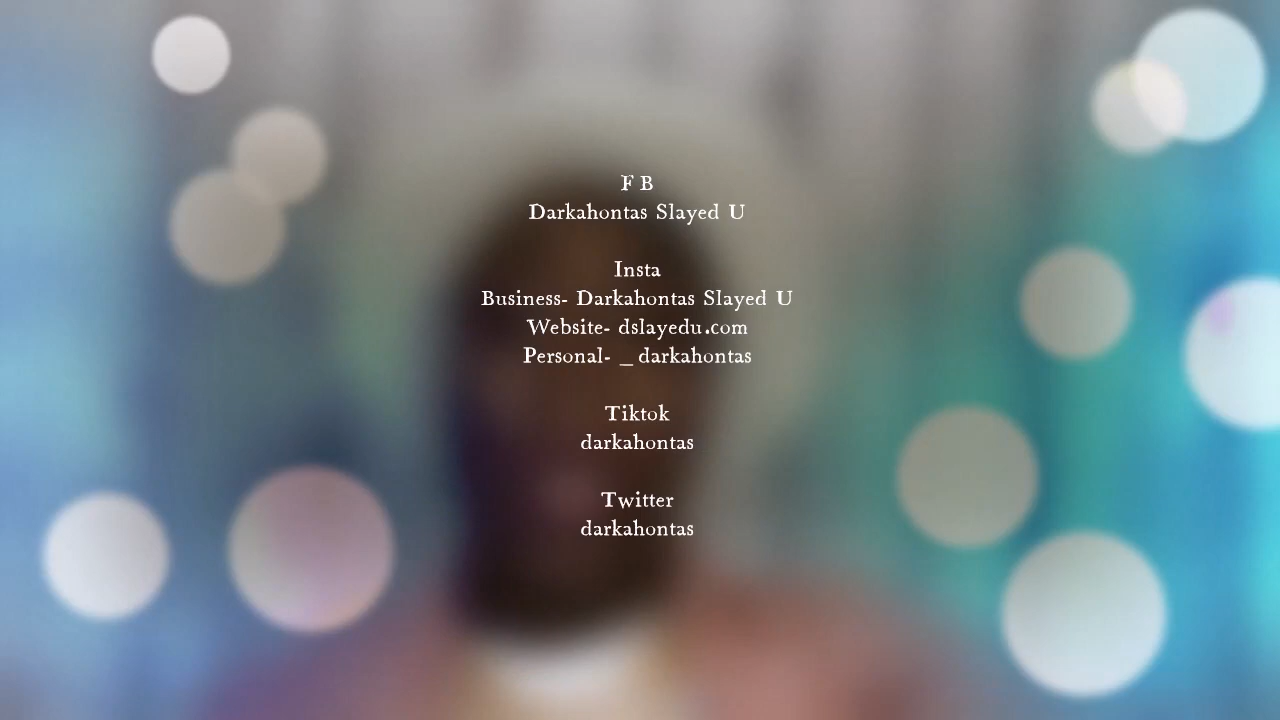 F B
Darkahontas Slayed U
Insta
Business- Darkahontas Slayed U
Website- dslayedu.com
Personal- _darkahontas
Tiktok
darkahontas
Twitter
darkahontas